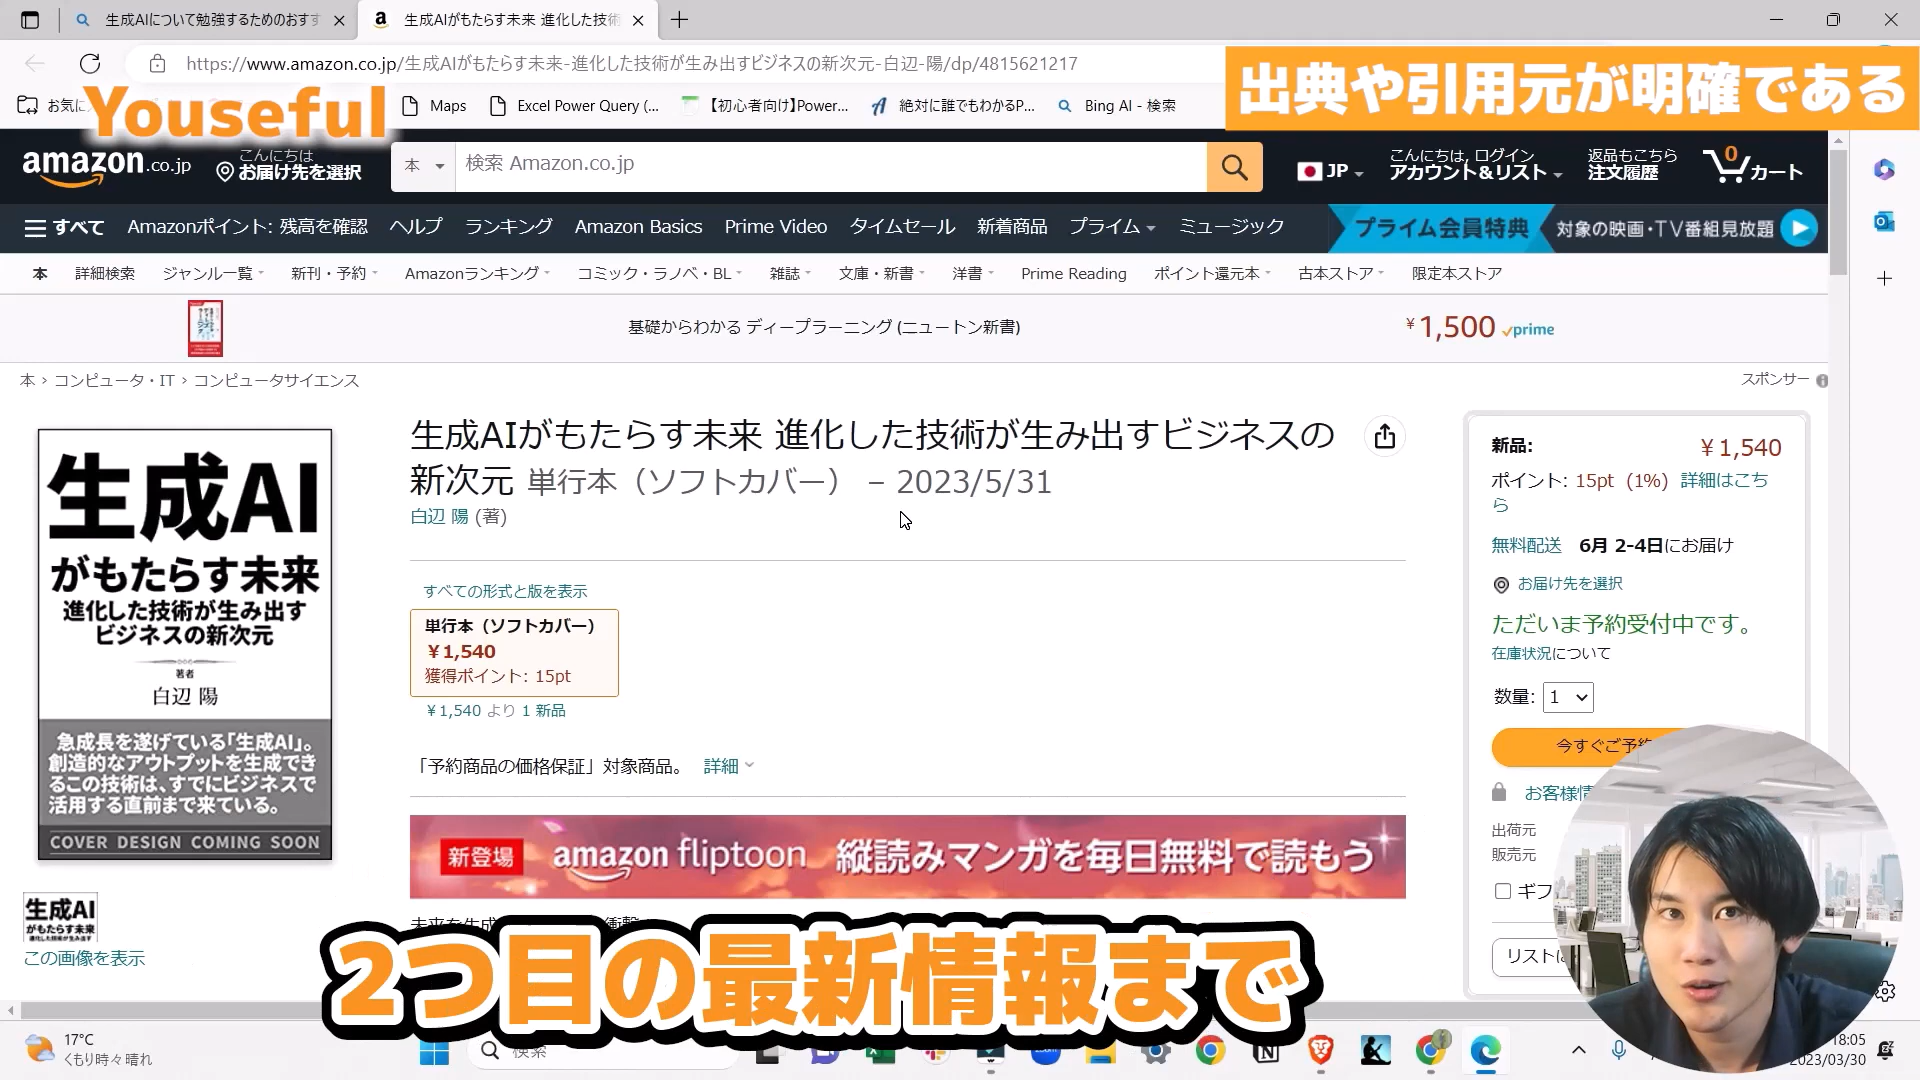 生成AIについて勉強するためのおすす
生成AIがもたらす未来 進化した技術
https://www.amazon.co.jp/生成AIがもたらす未来-進化した技術が生み出すビジネスの新次元-白辺-陽/dp/4815621217
出典や引用元が明確である
お気に
Youseful
Maps
Excel Power Query (...
【初心者向け】Power...
絶対に誰でもわかるP...
Bing AI - 検索
amazon.co.jp
こんにちは
お届け先を選択
本
検索 Amazon.co.jp
JP
こんにちは, ログイン
アカウント&リスト
返品もこちら
注文履歴
0
カート
すべて
Amazonポイント: 残高を確認
ヘルプ
ランキング
Amazon Basics
Prime Video
タイムセール
新着商品
プライム
ミュージック
プライム会員特典
対象の映画・TV番組見放題
本
詳細検索
ジャンル一覧
新刊・予約
Amazonランキング
コミック・ラノベ・BL
雑誌
文庫・新書
洋書
Prime Reading
ポイント還元本
古本ストア
限定本ストア
基礎からわかる ディープラーニング (ニュートン新書)
¥1,500 prime
本 › コンピュータ・IT › コンピュータサイエンス
スポンサー
生成AI
がもたらす未来
進化した技術が生み出す
ビジネスの新次元
著者
白辺 陽
急成長を遂げている「生成AI」。
創造的なアウトプットを生成でき
るこの技術は、すでにビジネスで
活用する直前まで来ている。
COVER DESIGN COMING SOON
生成AI
がもたらす未来
この画像を表示
生成AIがもたらす未来 進化した技術が生み出すビジネスの
新次元 単行本（ソフトカバー） – 2023/5/31
白辺 陽 (著)
すべての形式と版を表示
単行本（ソフトカバー）
￥1,540
獲得ポイント: 15pt
￥1,540 より 1 新品
「予約商品の価格保証」対象商品。 詳細
新登場 amazon fliptoon 縦読みマンガを毎日無料で読もう
新品:
￥1,540
ポイント: 15pt (1%) 詳細はこち
ら
無料配送 6月 2-4日にお届け
お届け先を選択
ただいま予約受付中です。
在庫状況について
数量: 1
今すぐご予約
お客様情
出荷元
販売元
ギフ
リストに
2つ目の最新情報まで
17°C
くもり時々晴れ
検索
18:05
2023/03/30